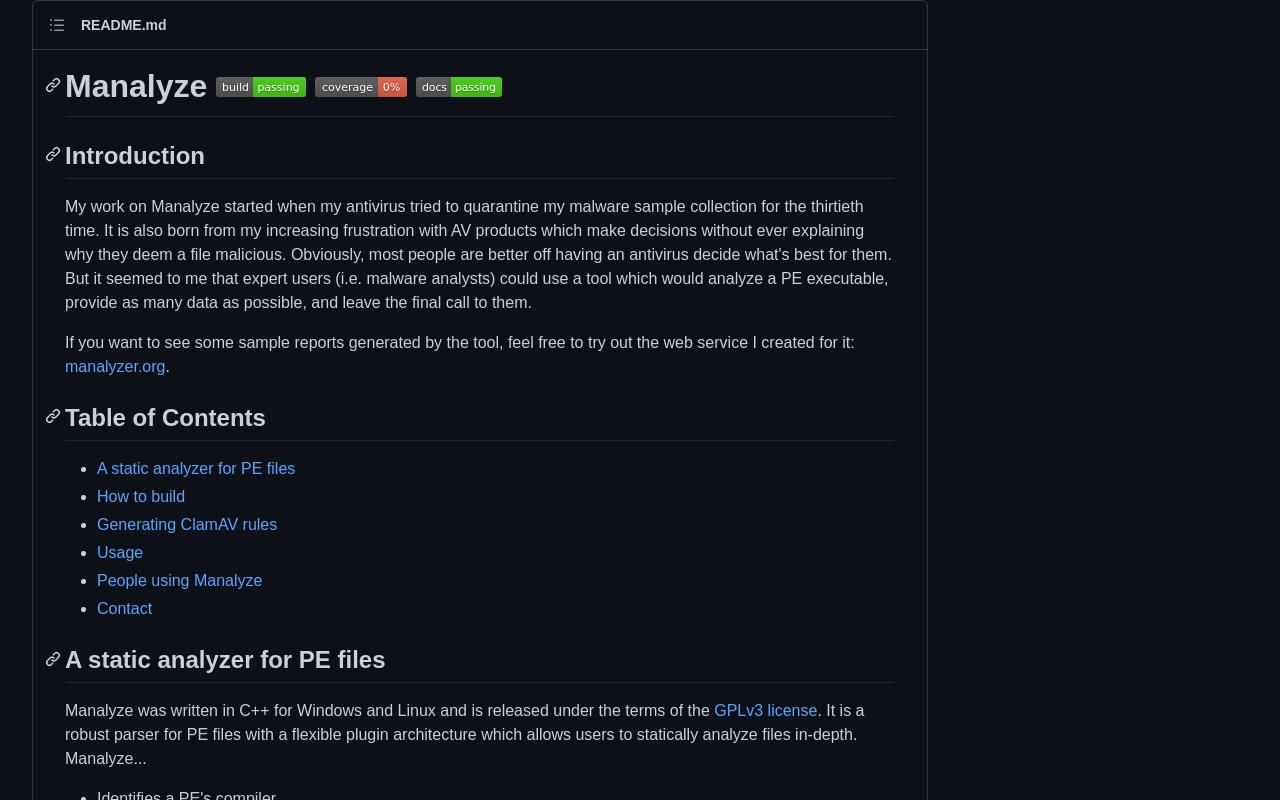 README.md
Manalyze build passing coverage 0% docs passing
Introduction
My work on Manalyze started when my antivirus tried to quarantine my malware sample collection for the thirtieth
time. It is also born from my increasing frustration with AV products which make decisions without ever explaining
why they deem a file malicious. Obviously, most people are better off having an antivirus decide what's best for them.
But it seemed to me that expert users (i.e. malware analysts) could use a tool which would analyze a PE executable,
provide as many data as possible, and leave the final call to them.
If you want to see some sample reports generated by the tool, feel free to try out the web service I created for it:
manalyzer.org.
Table of Contents
A static analyzer for PE files
How to build
Generating ClamAV rules
Usage
People using Manalyze
Contact
A static analyzer for PE files
Manalyze was written in C++ for Windows and Linux and is released under the terms of the GPLv3 license. It is a
robust parser for PE files with a flexible plugin architecture which allows users to statically analyze files in-depth.
Manalyze...
Identifies a PE's compiler